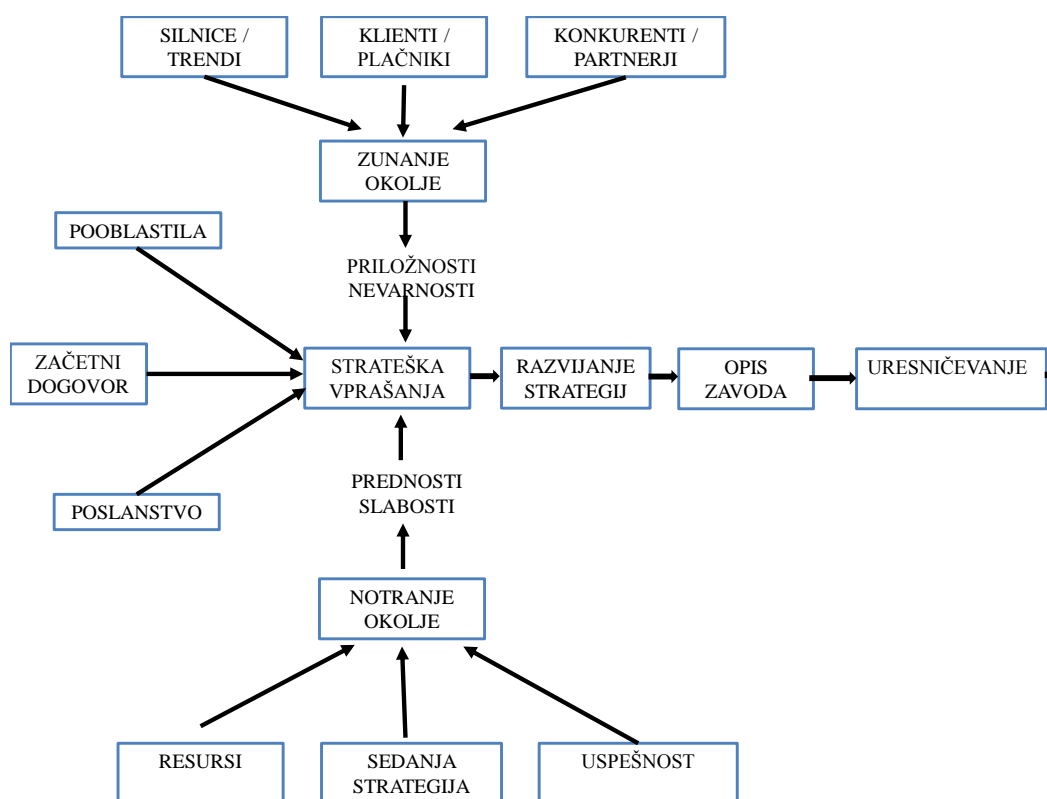 SILNICE /
TRENDI
KLIENTI /
PLAČNIKI
KONKURENTI /
PARTNERJI
ZUNANJE
OKOLJE
POOBLASTILA
PRILOŽNOSTI
NEVARNOSTI
ZAČETNI
DOGOVOR
STRATEŠKA
VPRAŠANJA
RAZVIJANJE
STRATEGIJ
OPIS
ZAVODA
URESNIČEVANJE
PREDNOSTI
SLABOSTI
POSLANSTVO
NOTRANJE
OKOLJE
RESURSI
SEDANJA
STRATEGIJA
USPEŠNOST